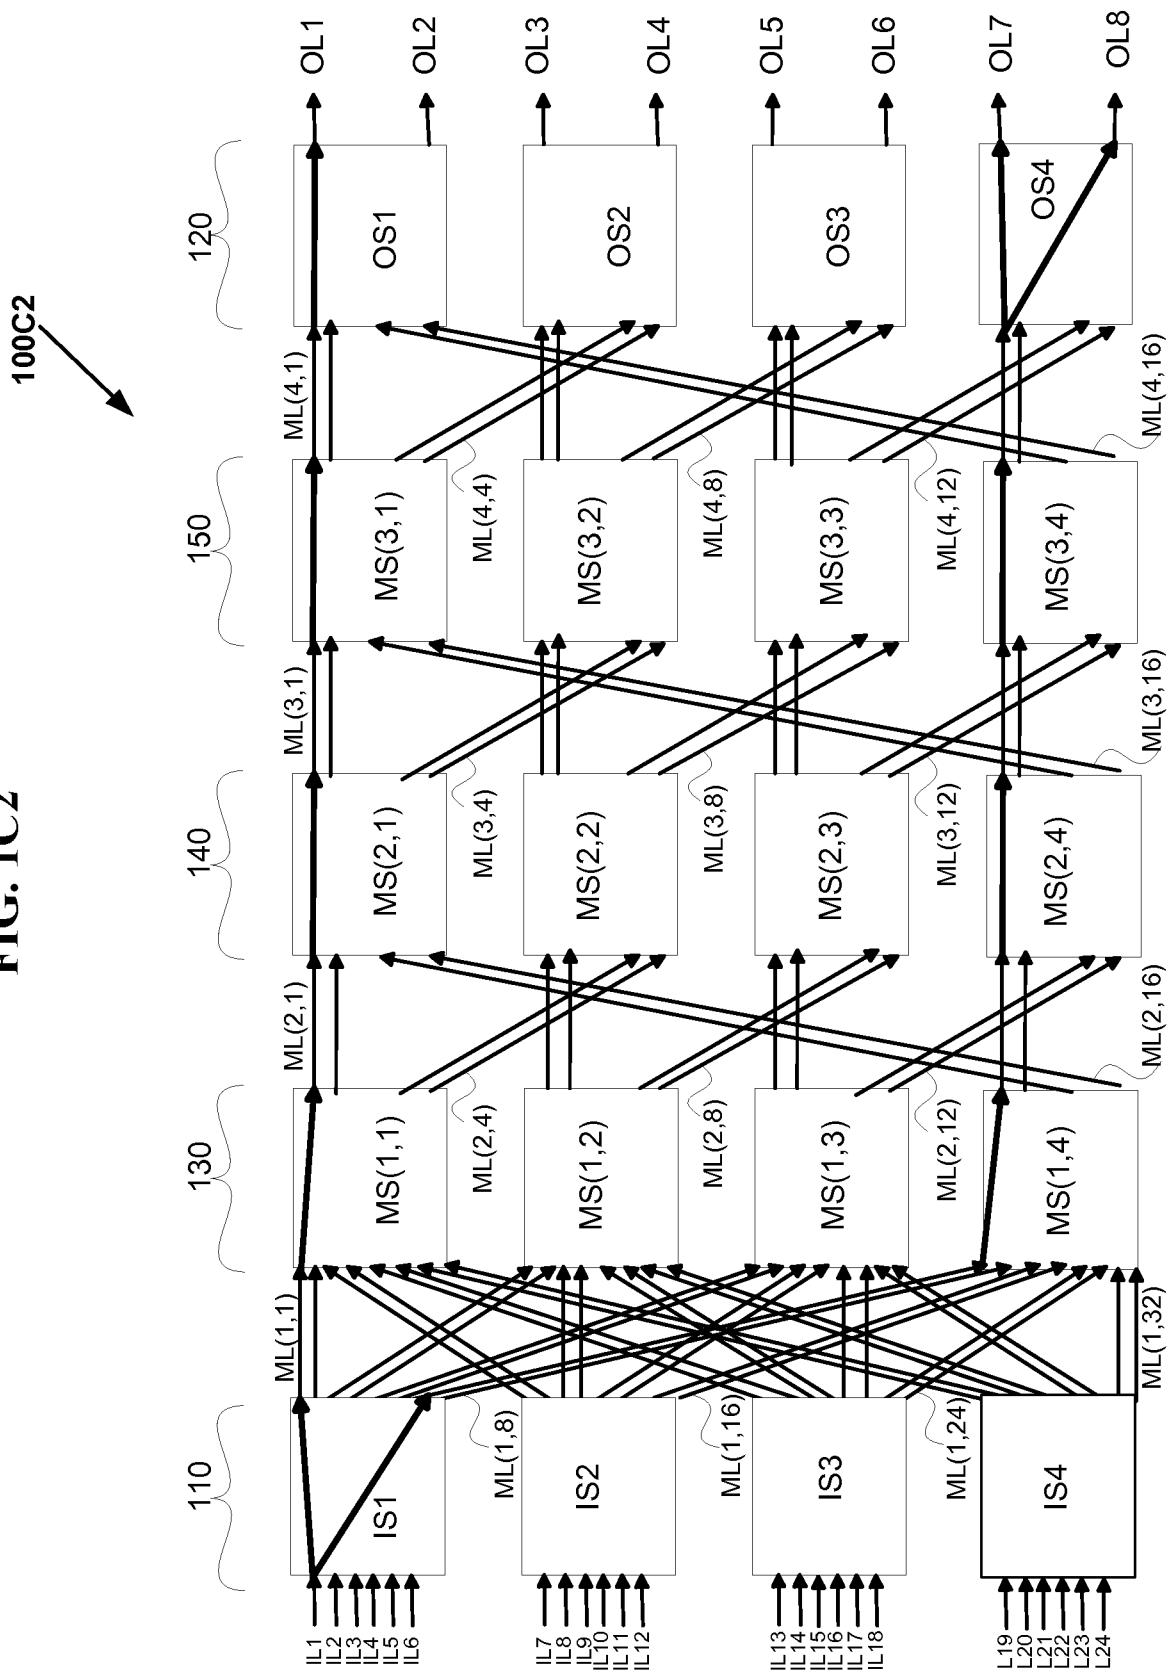 FIG. 1C2
100C2
110
130
140
150
120
IL1
IL2
IL3
IL4
IL5
IL6
IS1
ML(1,1)
MS(1,1)
ML(2,1)
MS(2,1)
ML(3,1)
MS(3,1)
ML(4,1)
OS1
OL1
OL2
ML(1,8)
ML(2,4)
ML(3,4)
ML(4,4)
IL7
IL8
IL9
IL10
IL11
IL12
IS2
MS(1,2)
MS(2,2)
MS(3,2)
OS2
OL3
OL4
ML(1,16)
ML(2,8)
ML(3,8)
ML(4,8)
IL13
IL14
IL15
IL16
IL17
IL18
IS3
MS(1,3)
MS(2,3)
MS(3,3)
OS3
OL5
OL6
ML(1,24)
ML(2,12)
ML(3,12)
ML(4,12)
L19
L20
L21
L22
L23
L24
IS4
MS(1,4)
MS(2,4)
MS(3,4)
OS4
OL7
OL8
ML(1,32)
ML(2,16)
ML(3,16)
ML(4,16)